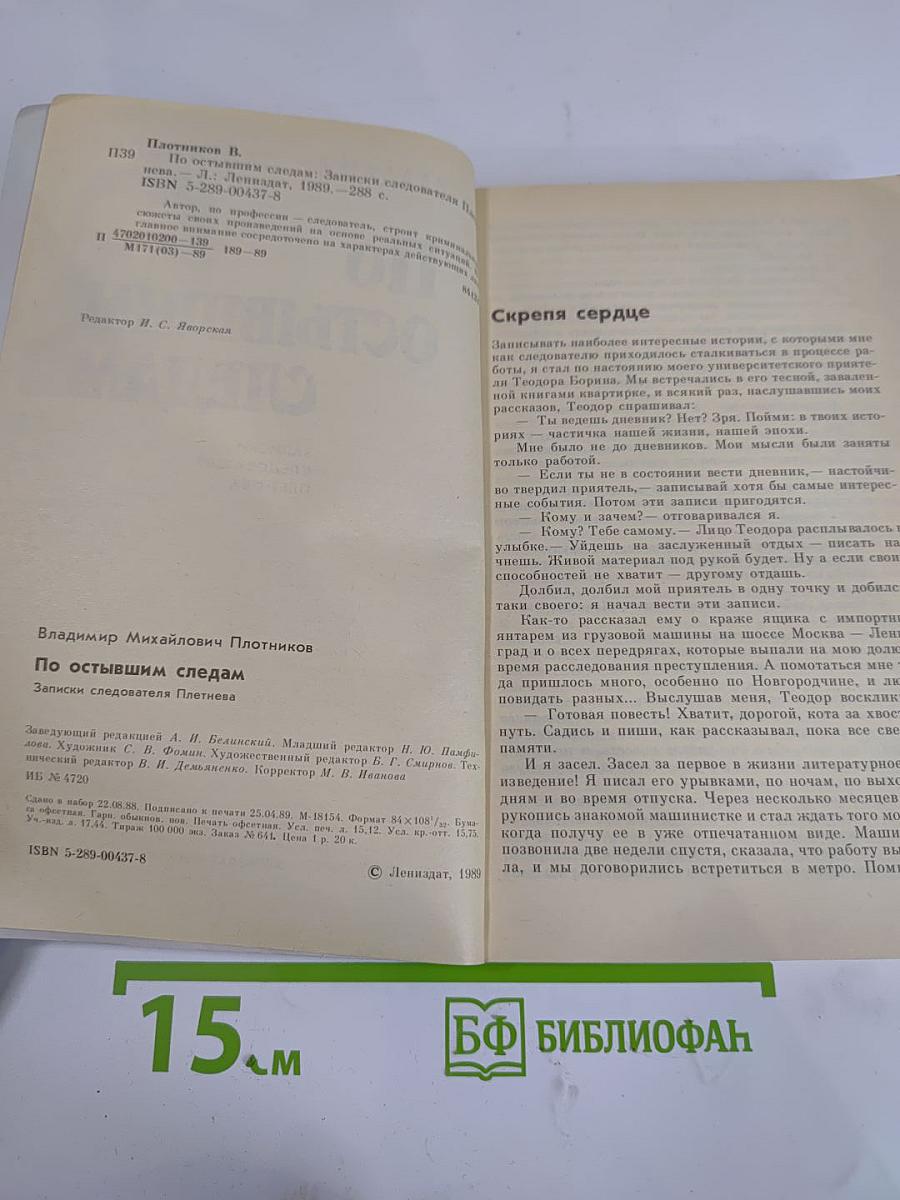 Плотников В.
П39
По остывшим следам: Записки следователя
нева.— Л.: Лениздат, 1989.—288 с.
ISBN 5-289-00437-8
Автор, по профессии — следователь, строит
сюжеты своих произведений на основе реальных ситуаций.
главное внимание сосредоточено на характерах действующих
П 4702010200—139
М171(03)—89 189—89
Редактор И. С. Яворская
Владимир Михайлович Плотников
По остывшим следам
Записки следователя Плетнева
Заведующий редакцией А. И. Белинский. Младший редактор Н. Ю. Памфи-
лова. Художник С. В. Фомин. Художественный редактор Б. Г. Смирнов. Тех-
нический редактор В. И. Демьяненко. Корректор М. В. Иванова
ИБ № 4720
Сдано в набор 22.08.88. Подписано к печати 25.04.89. М-18154. Формат 84×108¹/₃₂. Бума-
га офсетная. Гарн. обыкнов. нов. Печать офсетная. Усл. печ. л. 15,12. Усл. кр.-отт. 15,75.
Уч.-изд. л. 17,44. Тираж 100 000 экз. Заказ № 641. Цена 1 р. 20 к.
ISBN 5-289-00437-8
© Лениздат, 1989
Скрепя сердце
Записывать наиболее интересные истории, с которыми мне
как следователю приходилось сталкиваться в процессе ра-
боты, я стал по настоянию моего университетского прияте-
ля Теодора Борина. Мы встречались в его тесной, завален-
ной книгами квартирке, и всякий раз, наслушавшись моих
рассказов, Теодор спрашивал:
— Ты ведешь дневник? Нет? Зря. Пойми: в твоих исто-
риях — частичка нашей жизни, нашей эпохи.
Мне было не до дневников. Мои мысли были заняты
только работой.
— Если ты не в состоянии вести дневник,— настойчи-
во твердил приятель,— записывай хотя бы самые интерес-
ные события. Потом эти записи пригодятся.
— Кому и зачем?— отговаривался я.
— Кому? Тебе самому.— Лицо Теодора расплывалось в
улыбке.— Уйдешь на заслуженный отдых — писать на
чнешь. Живой материал под рукой будет. Ну а если свои
способностей не хватит — другому отдашь.
Долбил, долбил мой приятель в одну точку и добилс
таки своего: я начал вести эти записи.
Как-то рассказал ему о краже ящика с импортн
янтарем из грузовой машины на шоссе Москва — Лени
град и о всех передрягах, которые выпали на мою долю
время расследования преступления. А помотаться мне т
да пришлось много, особенно по Новгородчине, и лю
повидать разных... Выслушав меня, Теодор восклик
— Готовая повесть! Хватит, дорогой, кота за хвост
нуть. Садись и пиши, как рассказывал, пока все све
памяти.
И я засел. Засел за первое в жизни литературное
изведение! Я писал его урывками, по ночам, по выхо
дням и во время отпуска. Через несколько месяцев
рукопись знакомой машинистке и стал ждать того мо
когда получу ее в уже отпечатанном виде. Маши
позвонила две недели спустя, сказала, что работу вы
ла, и мы договорились встретиться в метро. Пом
15 см
БФ БИБЛИОФАН